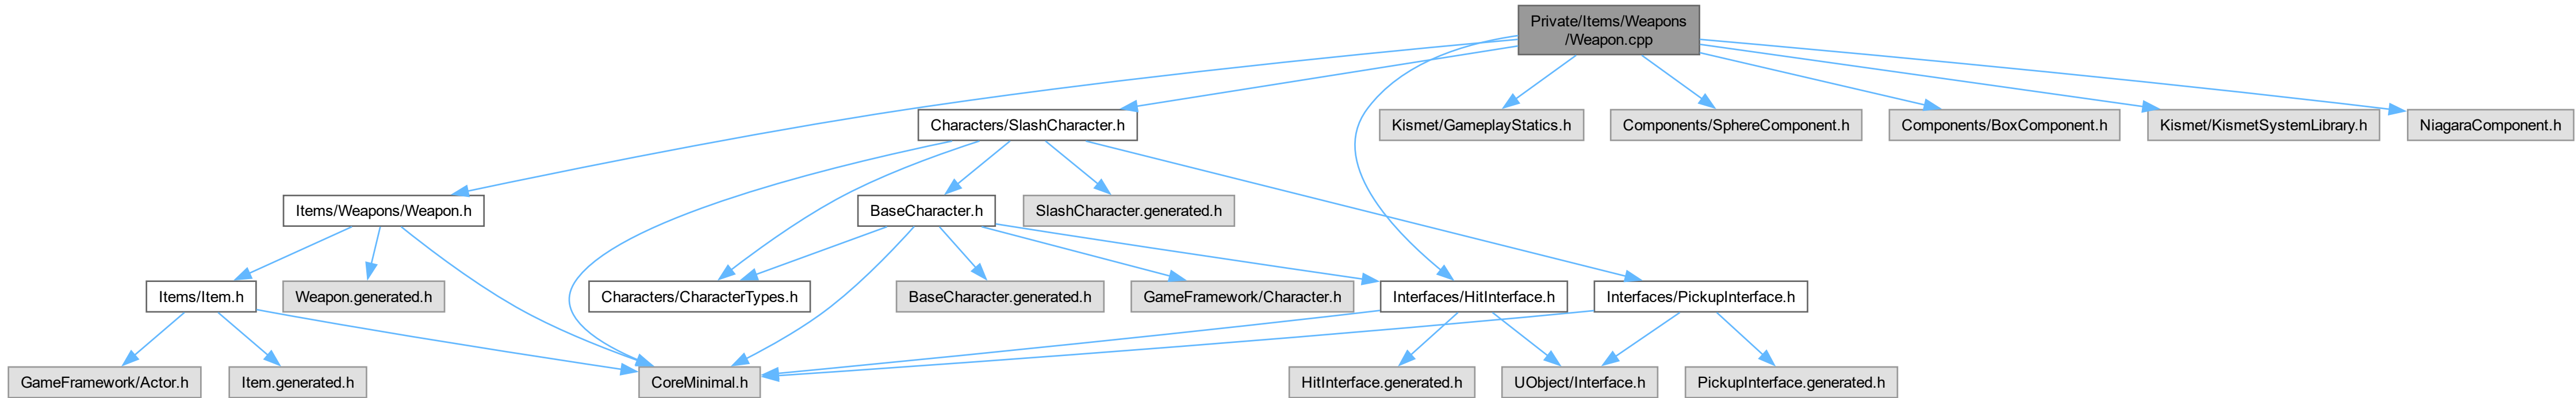 Private/Items/Weapons
/Weapon.cpp
Characters/SlashCharacter.h
Kismet/GameplayStatics.h
Components/SphereComponent.h
Components/BoxComponent.h
Kismet/KismetSystemLibrary.h
NiagaraComponent.h
Items/Weapons/Weapon.h
BaseCharacter.h
SlashCharacter.generated.h
Items/Item.h
Weapon.generated.h
Characters/CharacterTypes.h
BaseCharacter.generated.h
GameFramework/Character.h
Interfaces/HitInterface.h
Interfaces/PickupInterface.h
GameFramework/Actor.h
Item.generated.h
CoreMinimal.h
HitInterface.generated.h
UObject/Interface.h
PickupInterface.generated.h